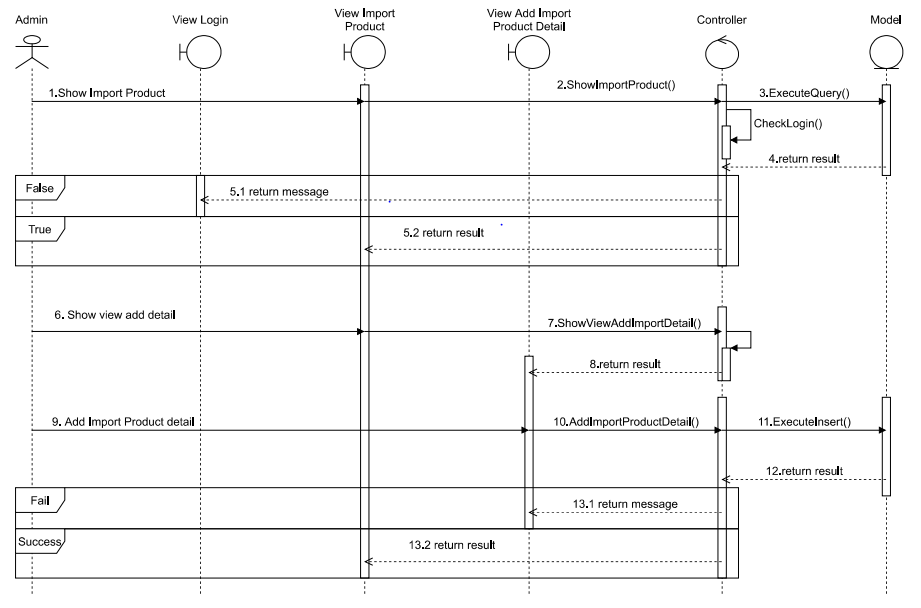 Admin
View Login
View Import
Product
View Add Import
Product Detail
Controller
Model
1.Show Import Product
2.ShowImportProduct()
3.ExecuteQuery()
CheckLogin()
4.return result
False
5.1 return message
True
5.2 return result
6. Show view add detail
7.ShowViewAddImportDetail()
8.return result
9. Add Import Product detail
10.AddImportProductDetail()
11.ExecuteInsert()
12.return result
Fail
13.1 return message
Success
13.2 return result